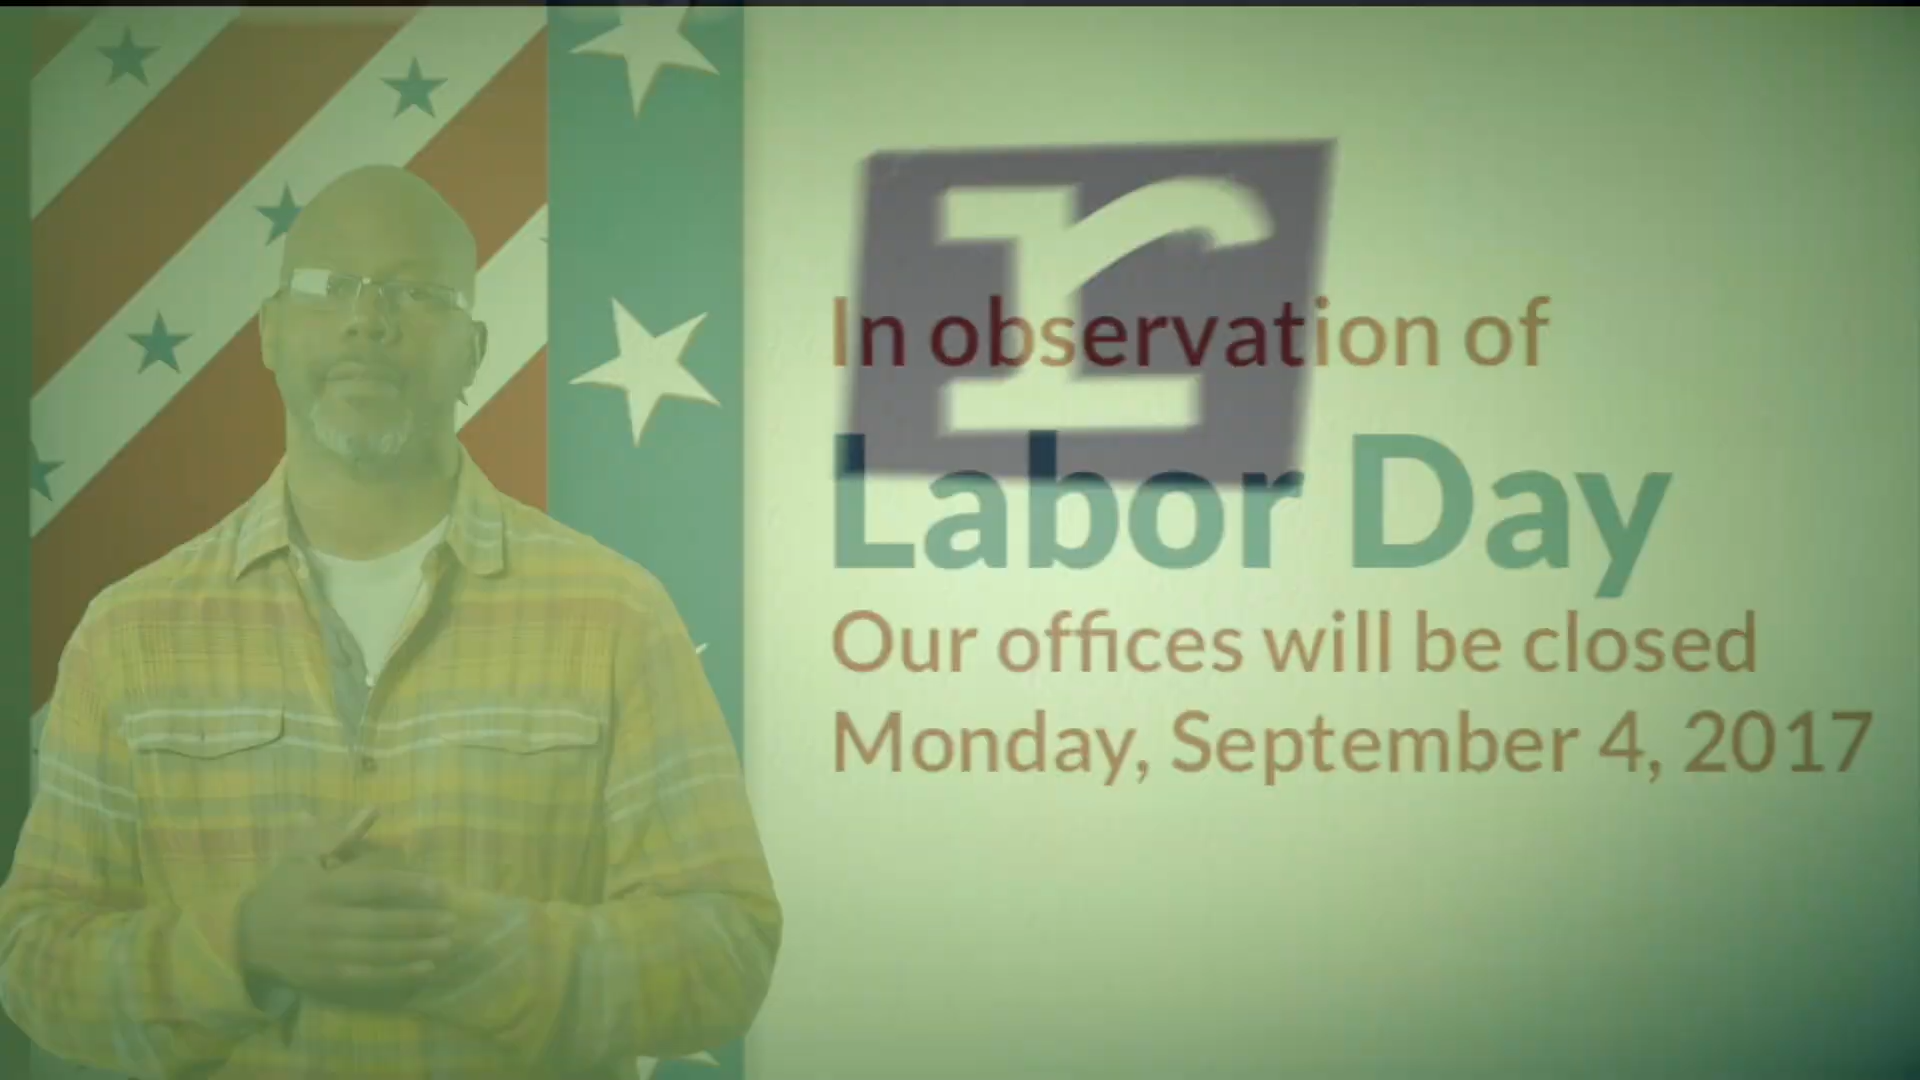 r
In observation of
Labor Day
Our offices will be closed
Monday, September 4, 2017